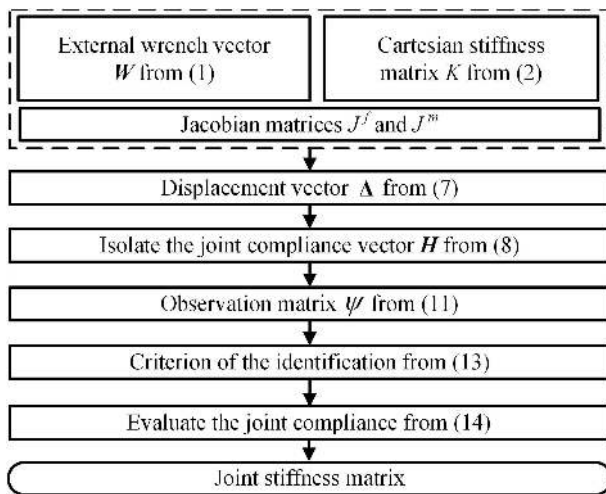 External wrench vector
W from (1)
Cartesian stiffness
matrix K from (2)
Jacobian matrices J^f and J^m
Displacement vector Δ from (7)
Isolate the joint compliance vector H from (8)
Observation matrix ψ from (11)
Criterion of the identification from (13)
Evaluate the joint compliance from (14)
Joint stiffness matrix